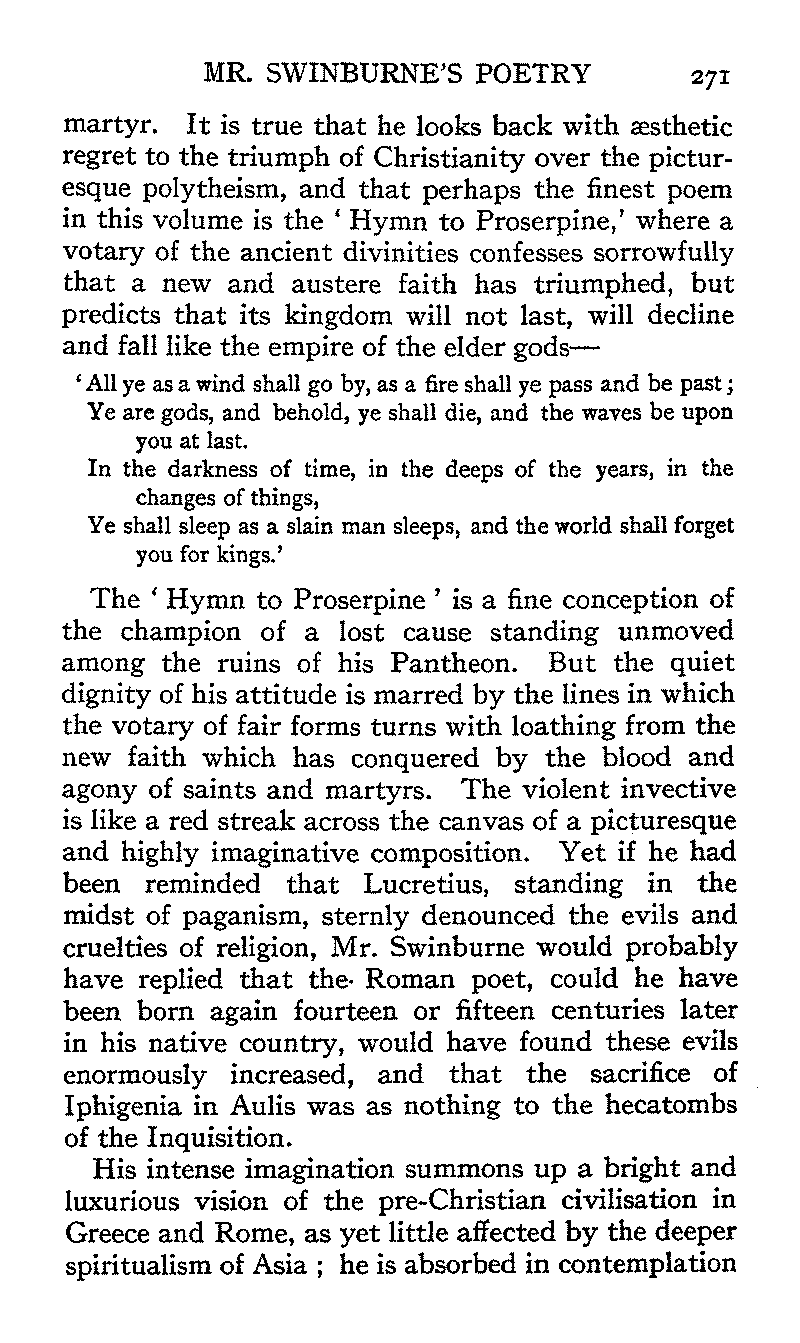 MR. SWINBURNE'S POETRY 271
martyr. It is true that he looks back with æsthetic
regret to the triumph of Christianity over the pictur-
esque polytheism, and that perhaps the finest poem
in this volume is the ‘ Hymn to Proserpine,’ where a
votary of the ancient divinities confesses sorrowfully
that a new and austere faith has triumphed, but
predicts that its kingdom will not last, will decline
and fall like the empire of the elder gods—
‘ All ye as a wind shall go by, as a fire shall ye pass and be past ;
Ye are gods, and behold, ye shall die, and the waves be upon
you at last.
In the darkness of time, in the deeps of the years, in the
changes of things,
Ye shall sleep as a slain man sleeps, and the world shall forget
you for kings.’
The ‘ Hymn to Proserpine ’ is a fine conception of
the champion of a lost cause standing unmoved
among the ruins of his Pantheon. But the quiet
dignity of his attitude is marred by the lines in which
the votary of fair forms turns with loathing from the
new faith which has conquered by the blood and
agony of saints and martyrs. The violent invective
is like a red streak across the canvas of a picturesque
and highly imaginative composition. Yet if he had
been reminded that Lucretius, standing in the
midst of paganism, sternly denounced the evils and
cruelties of religion, Mr. Swinburne would probably
have replied that the Roman poet, could he have
been born again fourteen or fifteen centuries later
in his native country, would have found these evils
enormously increased, and that the sacrifice of
Iphigenia in Aulis was as nothing to the hecatombs
of the Inquisition.
His intense imagination summons up a bright and
luxurious vision of the pre-Christian civilisation in
Greece and Rome, as yet little affected by the deeper
spiritualism of Asia ; he is absorbed in contemplation